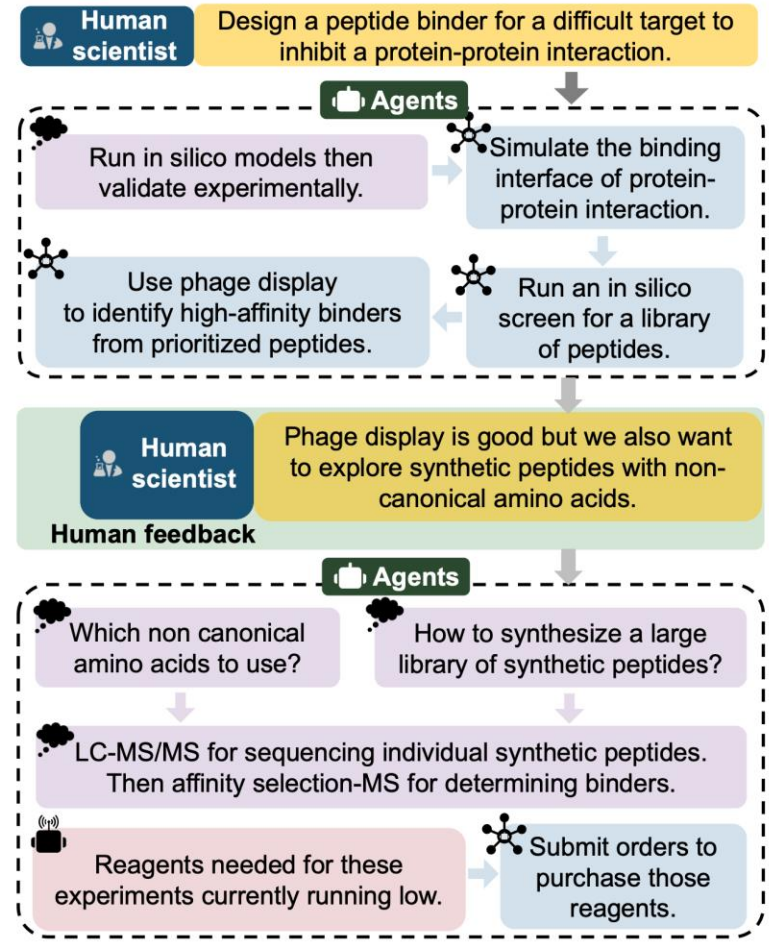 Human
scientist
Design a peptide binder for a difficult target to
inhibit a protein-protein interaction.
Agents
Run in silico models then
validate experimentally.
Simulate the binding
interface of protein-
protein interaction.
Use phage display
to identify high-affinity binders
from prioritized peptides.
Run an in silico
screen for a library
of peptides.
Human
scientist
Phage display is good but we also want
to explore synthetic peptides with non-
canonical amino acids.
Human feedback
Agents
Which non canonical
amino acids to use?
How to synthesize a large
library of synthetic peptides?
LC-MS/MS for sequencing individual synthetic peptides.
Then affinity selection-MS for determining binders.
Reagents needed for these
experiments currently running low.
Submit orders to
purchase those
reagents.